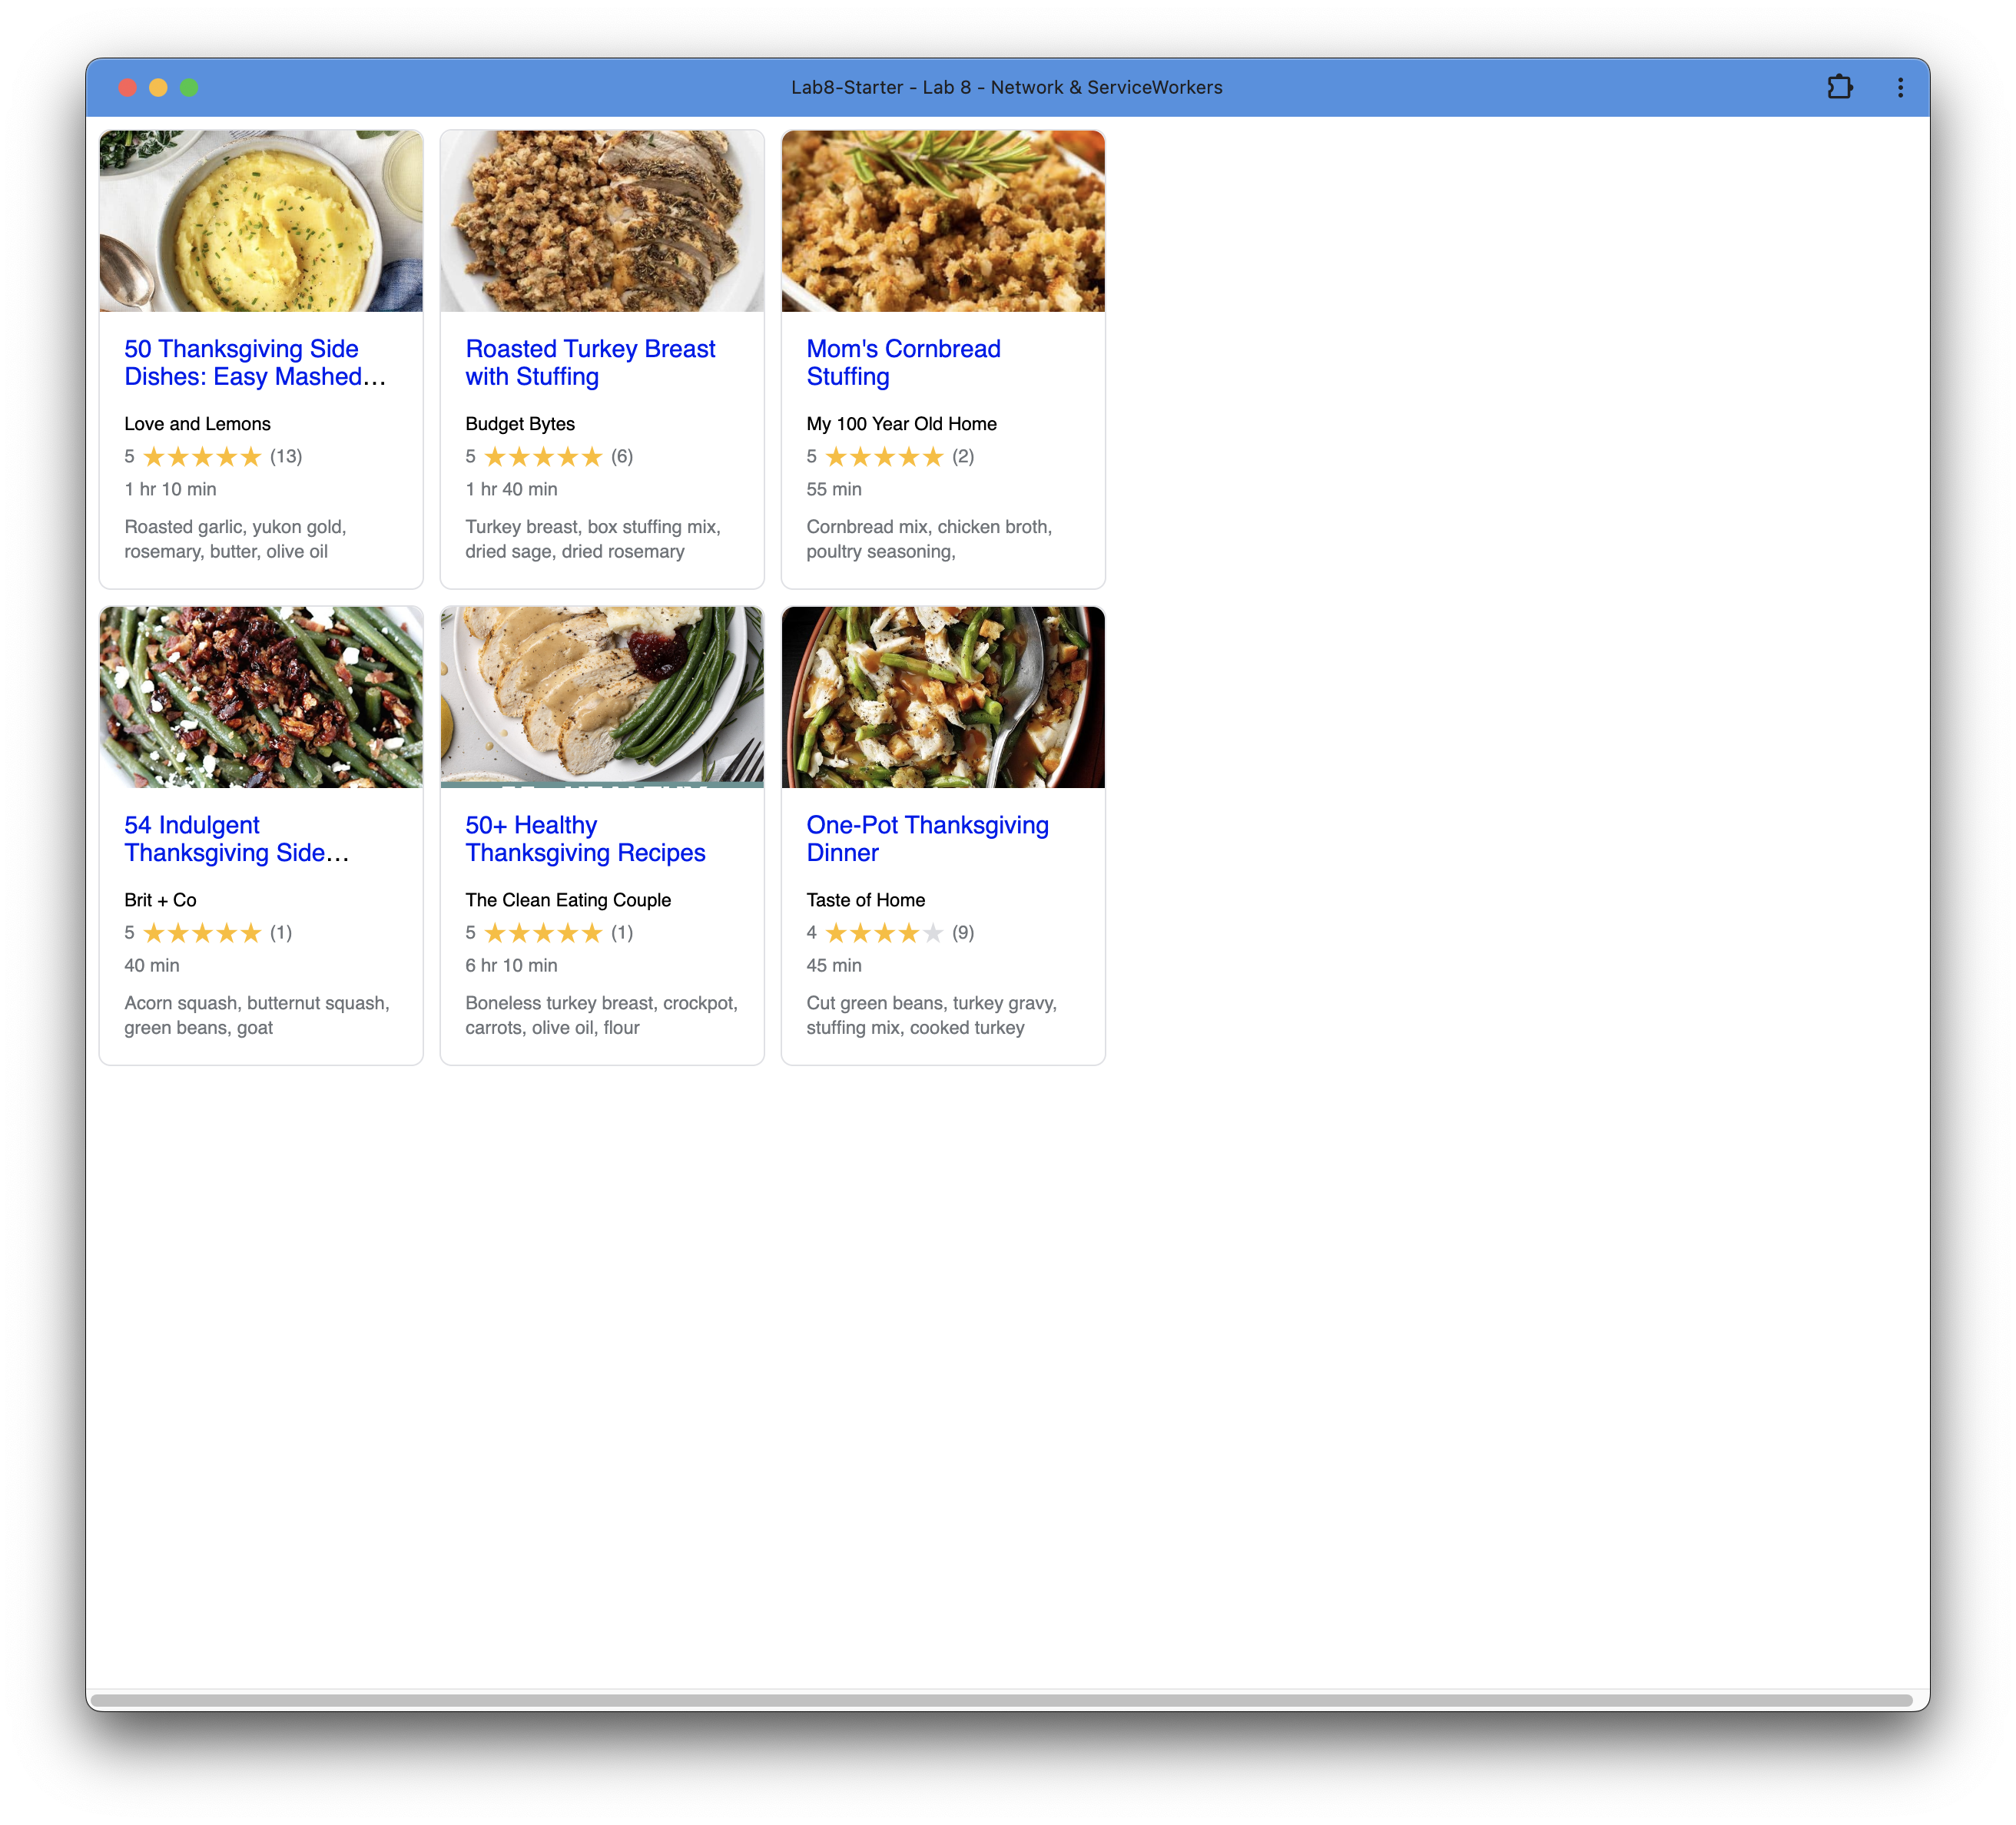 Lab8-Starter - Lab 8 - Network & ServiceWorkers
50 Thanksgiving Side
Dishes: Easy Mashed…
Love and Lemons
5 ★★★★★ (13)
1 hr 10 min
Roasted garlic, yukon gold,
rosemary, butter, olive oil
Roasted Turkey Breast
with Stuffing
Budget Bytes
5 ★★★★★ (6)
1 hr 40 min
Turkey breast, box stuffing mix,
dried sage, dried rosemary
Mom's Cornbread
Stuffing
My 100 Year Old Home
5 ★★★★★ (2)
55 min
Cornbread mix, chicken broth,
poultry seasoning,
54 Indulgent
Thanksgiving Side…
Brit + Co
5 ★★★★★ (1)
40 min
Acorn squash, butternut squash,
green beans, goat
50+ Healthy
Thanksgiving Recipes
The Clean Eating Couple
5 ★★★★★ (1)
6 hr 10 min
Boneless turkey breast, crockpot,
carrots, olive oil, flour
One-Pot Thanksgiving
Dinner
Taste of Home
4 ★★★★★ (9)
45 min
Cut green beans, turkey gravy,
stuffing mix, cooked turkey